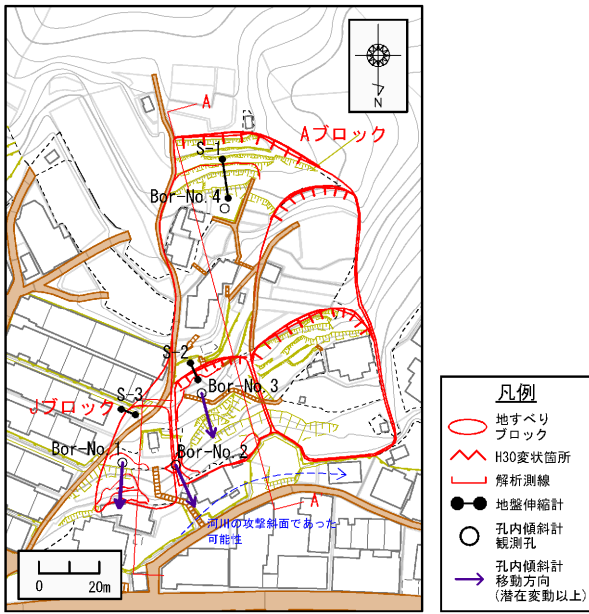 N
A
Aブロック
S-1
Bor-No.4
S-2
Bor-No.3
S-3
Jブロック
Bor-No.1
Bor-No.2
A
河川の攻撃斜面であった
可能性
0 20m
凡例
地すべり
ブロック
H30変状箇所
解析測線
地盤伸縮計
孔内傾斜計
観測孔
孔内傾斜計
移動方向
(潜在変動以上)